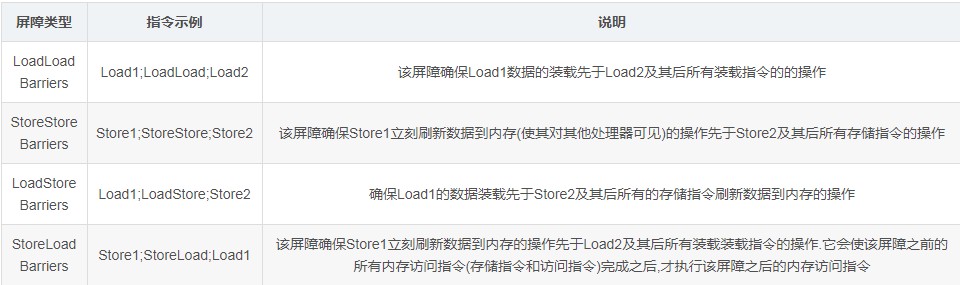 屏障类型 指令示例 说明
LoadLoad
Barriers
Load1;LoadLoad;Load2
该屏障确保Load1数据的装载先于Load2及其后所有装载指令的的操作
StoreStore
Barriers
Store1;StoreStore;Store2
该屏障确保Store1立刻刷新数据到内存(使其对其他处理器可见)的操作先于Store2及其后所有存储指令的操作
LoadStore
Barriers
Load1;LoadStore;Store2
确保Load1的数据装载先于Store2及其后所有的存储指令刷新数据到内存的操作
StoreLoad
Barriers
Store1;StoreLoad;Load1
该屏障确保Store1立刻刷新数据到内存的操作先于Load2及其后所有装载装载指令的操作.它会使该屏障之前的
所有内存访问指令(存储指令和访问指令)完成之后,才执行该屏障之后的内存访问指令